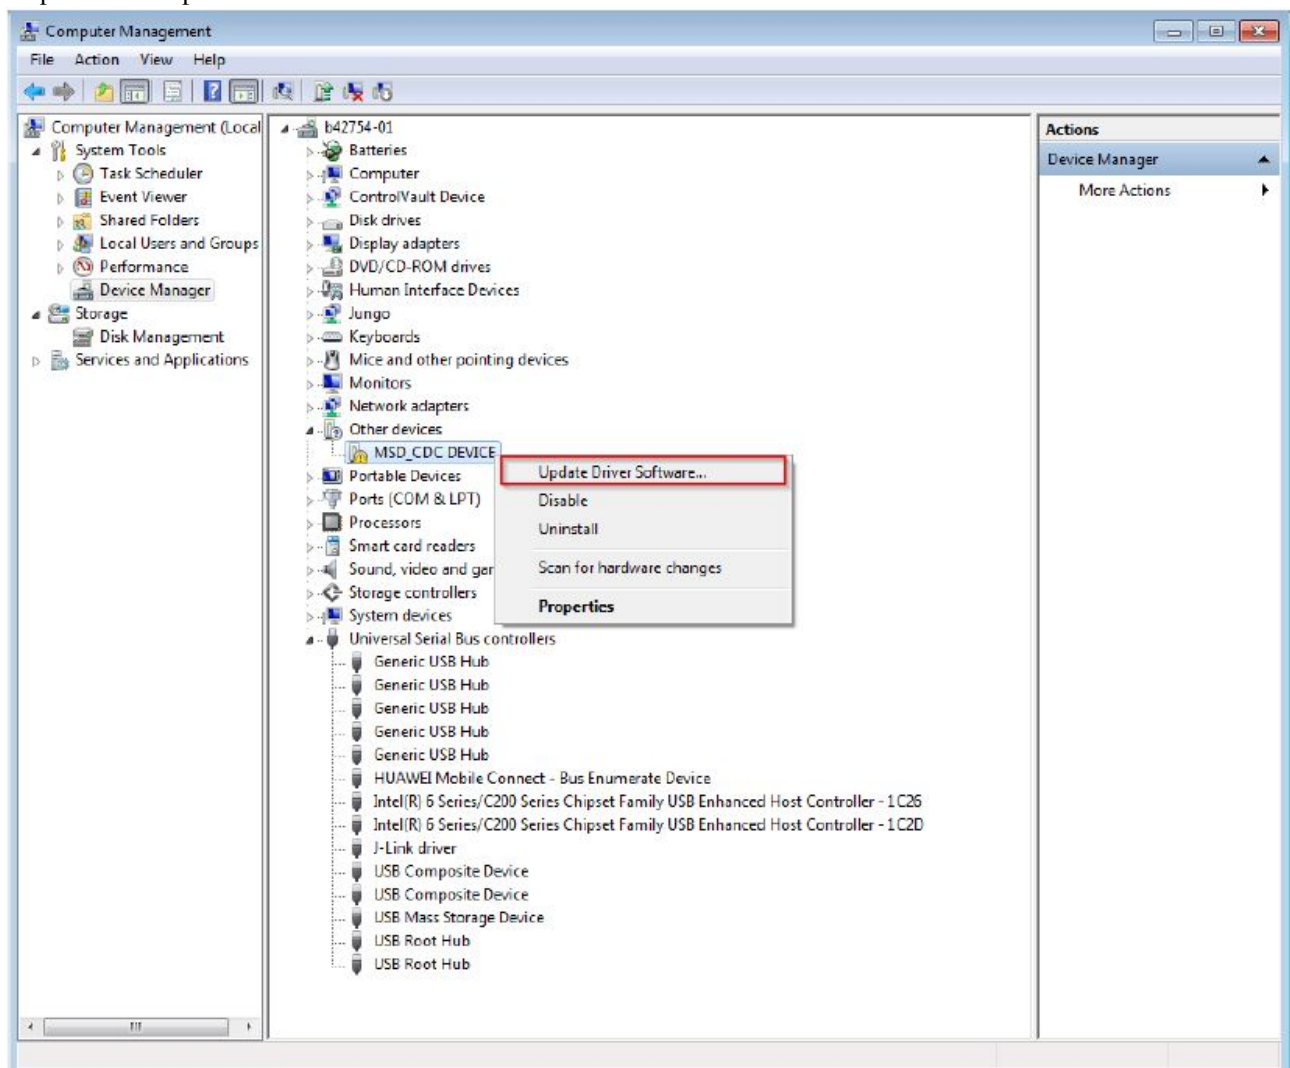 Computer Management
File Action View Help
Computer Management (Local
System Tools
Task Scheduler
Event Viewer
Shared Folders
Local Users and Groups
Performance
Device Manager
Storage
Disk Management
Services and Applications
b42754-01
Batteries
Computer
ControlVault Device
Disk drives
Display adapters
DVD/CD-ROM drives
Human Interface Devices
Jungo
Keyboards
Mice and other pointing devices
Monitors
Network adapters
Other devices
MSD_CDC DEVICE
Portable Devices
Ports (COM & LPT)
Processors
Smart card readers
Sound, video and gar
Storage controllers
System devices
Universal Serial Bus controllers
Generic USB Hub
Generic USB Hub
Generic USB Hub
Generic USB Hub
Generic USB Hub
HUAWEI Mobile Connect - Bus Enumerate Device
Intel(R) 6 Series/C200 Series Chipset Family USB Enhanced Host Controller - 1C26
Intel(R) 6 Series/C200 Series Chipset Family USB Enhanced Host Controller - 1C2D
J-Link driver
USB Composite Device
USB Composite Device
USB Mass Storage Device
USB Root Hub
USB Root Hub
Update Driver Software...
Disable
Uninstall
Scan for hardware changes
Properties
Actions
Device Manager
More Actions